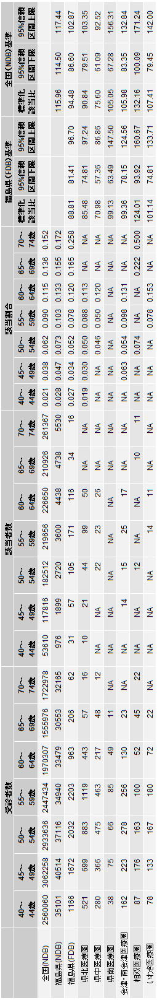 受診者数 該当者数 該当割合 福島県(FDB)基準 全国(NDB)基準
40～ 45～ 50～ 55～ 60～ 65～ 70～ 40～ 45～ 50～ 55～ 60～ 65～ 70～ 40～ 45～ 50～ 55～ 60～ 65～ 70～ 標準化 95%信頼 95%信頼 標準化 95%信頼 95%信頼
44歳 49歳 54歳 59歳 64歳 69歳 74歳 44歳 49歳 54歳 59歳 64歳 69歳 74歳 44歳 49歳 54歳 59歳 64歳 69歳 74歳 該当比 区間下限 区間上限 該当比 区間下限 区間上限
全国(NDB) 2560060 3062258 2933636 2447434 1970307 1555976 1722978 53610 117816 182512 219656 226650 210926 261367 0.021 0.038 0.062 0.090 0.115 0.136 0.152
福島県(NDB) 35101 40514 37116 34940 33479 30553 32165 976 1899 2720 3600 4438 4738 5530 0.028 0.047 0.073 0.103 0.133 0.155 0.172 115.96 114.50 117.44
福島県(FDB) 1166 1672 2032 2203 963 206 62 31 57 105 171 116 34 16 0.027 0.034 0.052 0.078 0.120 0.165 0.258 88.81 81.41 96.70 94.48 86.60 102.87
県北医療圏 521 699 883 1119 443 57 16 10 21 44 99 50 NA NA 0.019 0.030 0.050 0.088 0.113 NA NA 85.48 74.81 97.24 90.84 79.51 103.35
県中医療圏 280 366 475 463 217 48 12 NA NA 22 23 26 NA NA NA NA 0.046 0.050 0.120 NA NA 70.98 57.36 86.86 75.60 61.09 92.52
県南医療圏 38 75 66 85 49 11 NA NA NA NA NA NA NA NA NA NA NA NA NA NA NA 99.13 63.49 147.50 105.05 67.28 156.31
会津・南会津医療圏 162 223 278 256 130 23 NA NA 14 15 25 17 NA NA NA 0.063 0.054 0.098 0.131 NA NA 99.36 78.15 124.56 105.98 83.35 132.84
相双医療圏 87 176 163 100 52 45 22 NA NA 12 NA NA 10 11 NA NA 0.074 NA NA 0.222 0.500 124.01 93.92 160.67 132.16 100.09 171.24
いわき医療圏 78 133 167 180 72 22 NA NA NA NA 14 11 NA NA NA NA NA 0.078 0.153 NA NA 101.14 74.81 133.71 107.41 79.45 142.00